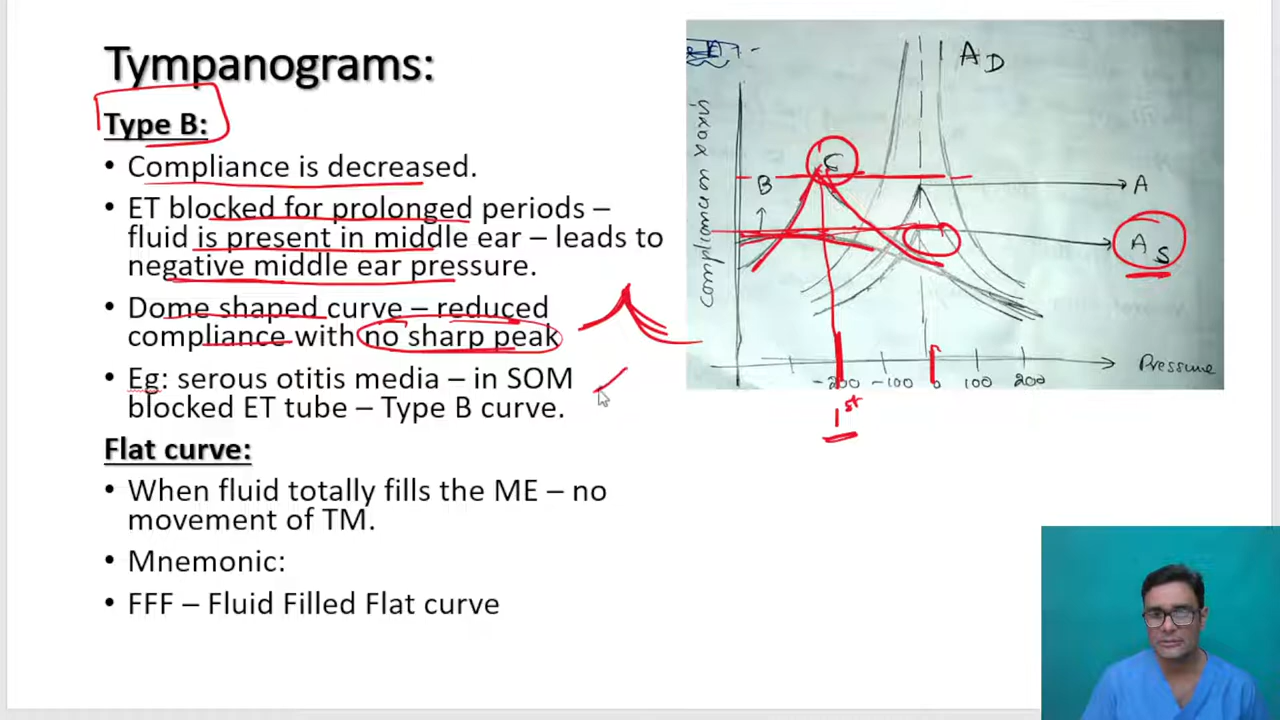 Tympanograms:
Type B:
• Compliance is decreased.
• ET blocked for prolonged periods –
fluid is present in middle ear – leads to
negative middle ear pressure.
• Dome shaped curve – reduced
compliance with no sharp peak
• Eg: serous otitis media – in SOM
blocked ET tube – Type B curve.
Flat curve:
• When fluid totally fills the ME – no
movement of TM.
• Mnemonic:
• FFF – Fluid Filled Flat curve
AD
C
B
A
AS
Pressure
-200 -100 0 100 200
1st